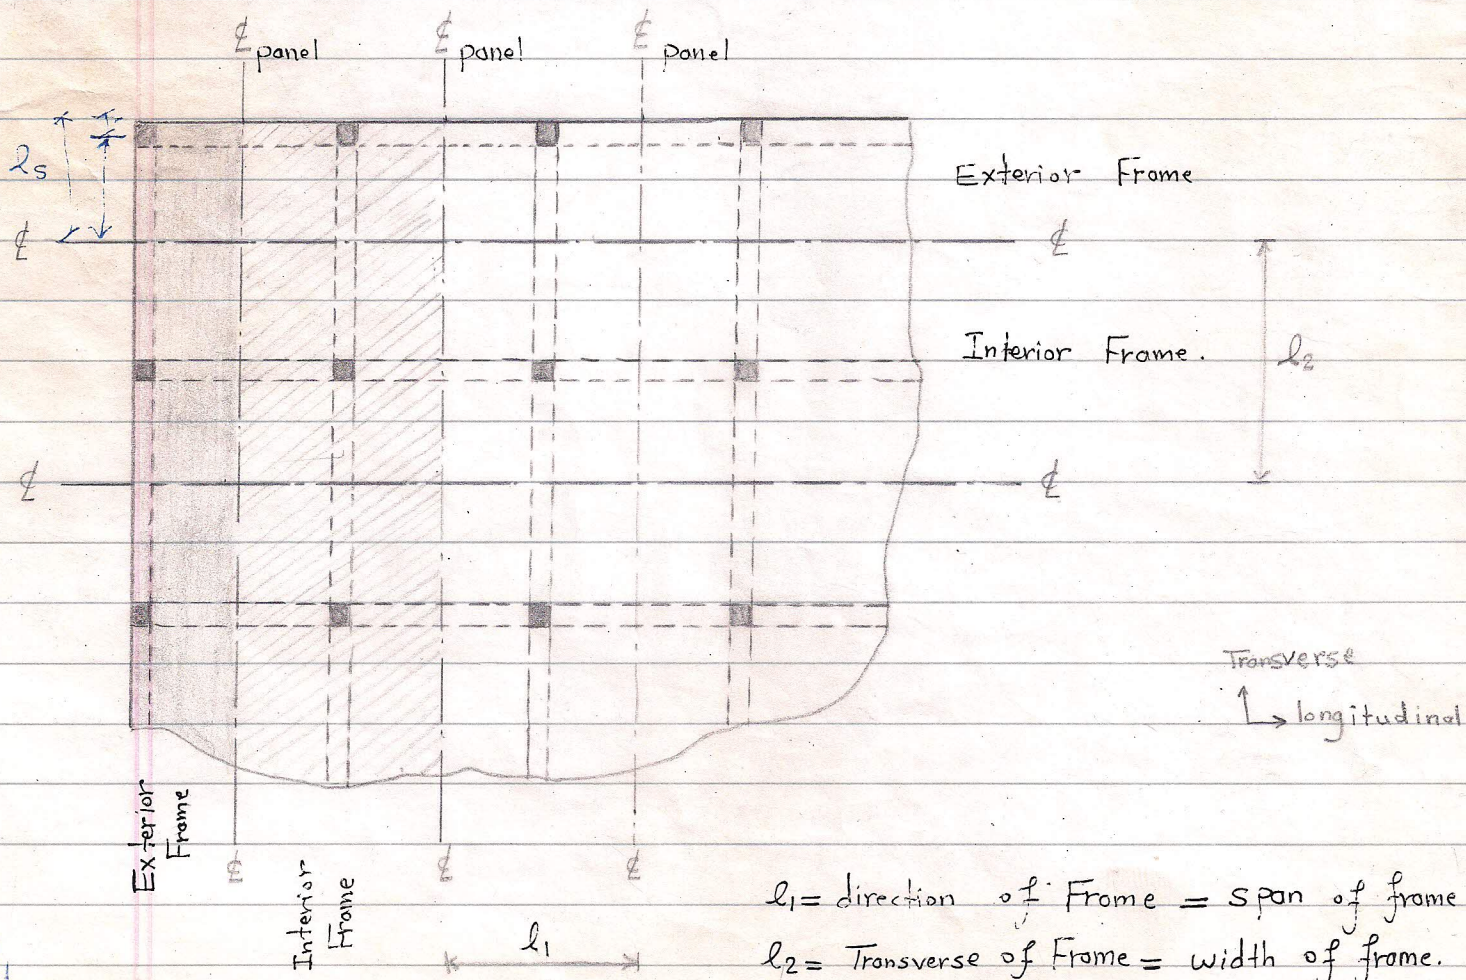 ℄ panel ℄ panel ℄ panel
ls
Exterior Frame
℄ ℄
Interior Frame.
l2
℄ ℄
Transverse
longitudinal
Exterior
Frame
℄ ℄ ℄
Interior
Frame
l1
l1= direction of Frame = span of frame
l2= Transverse of Frame = width of frame.